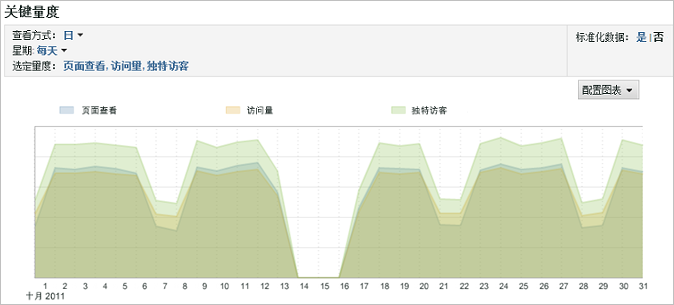 关键量度
查看方式: 日
星期: 每天
选定量度: 页面查看, 访问量, 独特访客
标准化数据: 是 | 否
配置图表
页面查看 访问量 独特访客
1 2 3 4 5 6 7 8 9 10 11 12 13 14 15 16 17 18 19 20 21 22 23 24 25 26 27 28 29 30 31
十月 2011